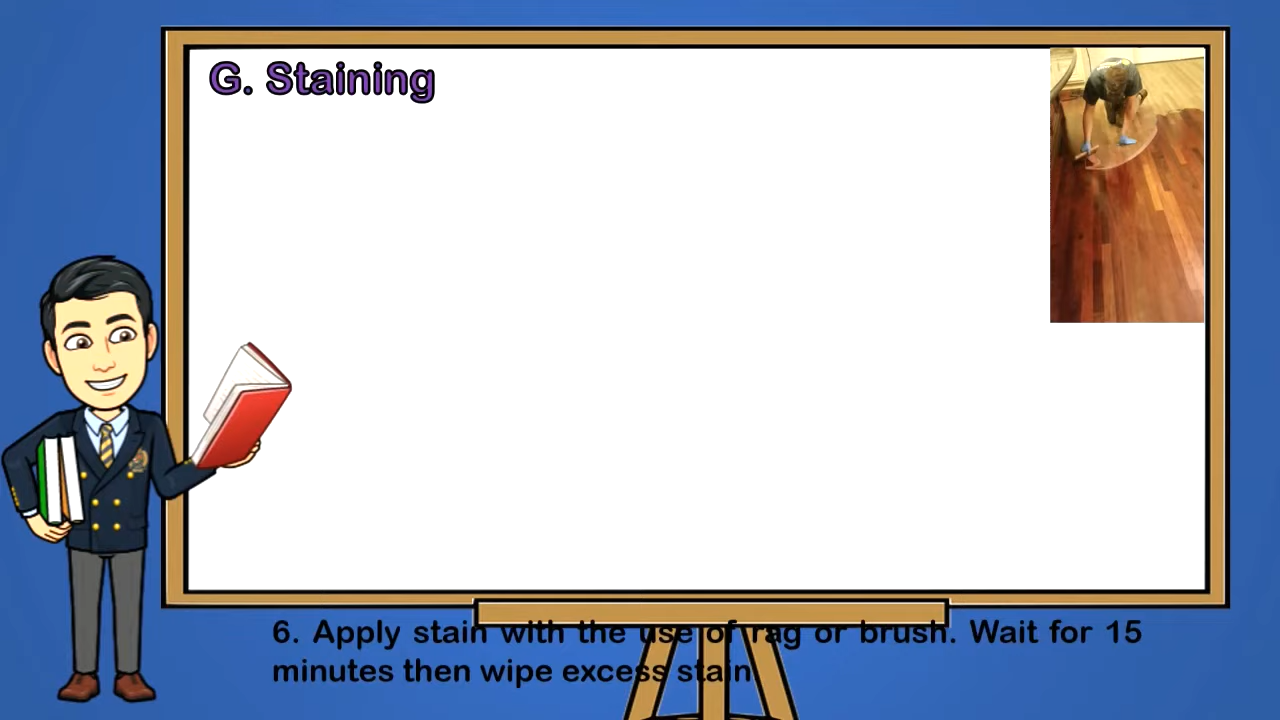 G. Staining
6. Apply stain with the use of rag or brush. Wait for 15
minutes then wipe excess stain